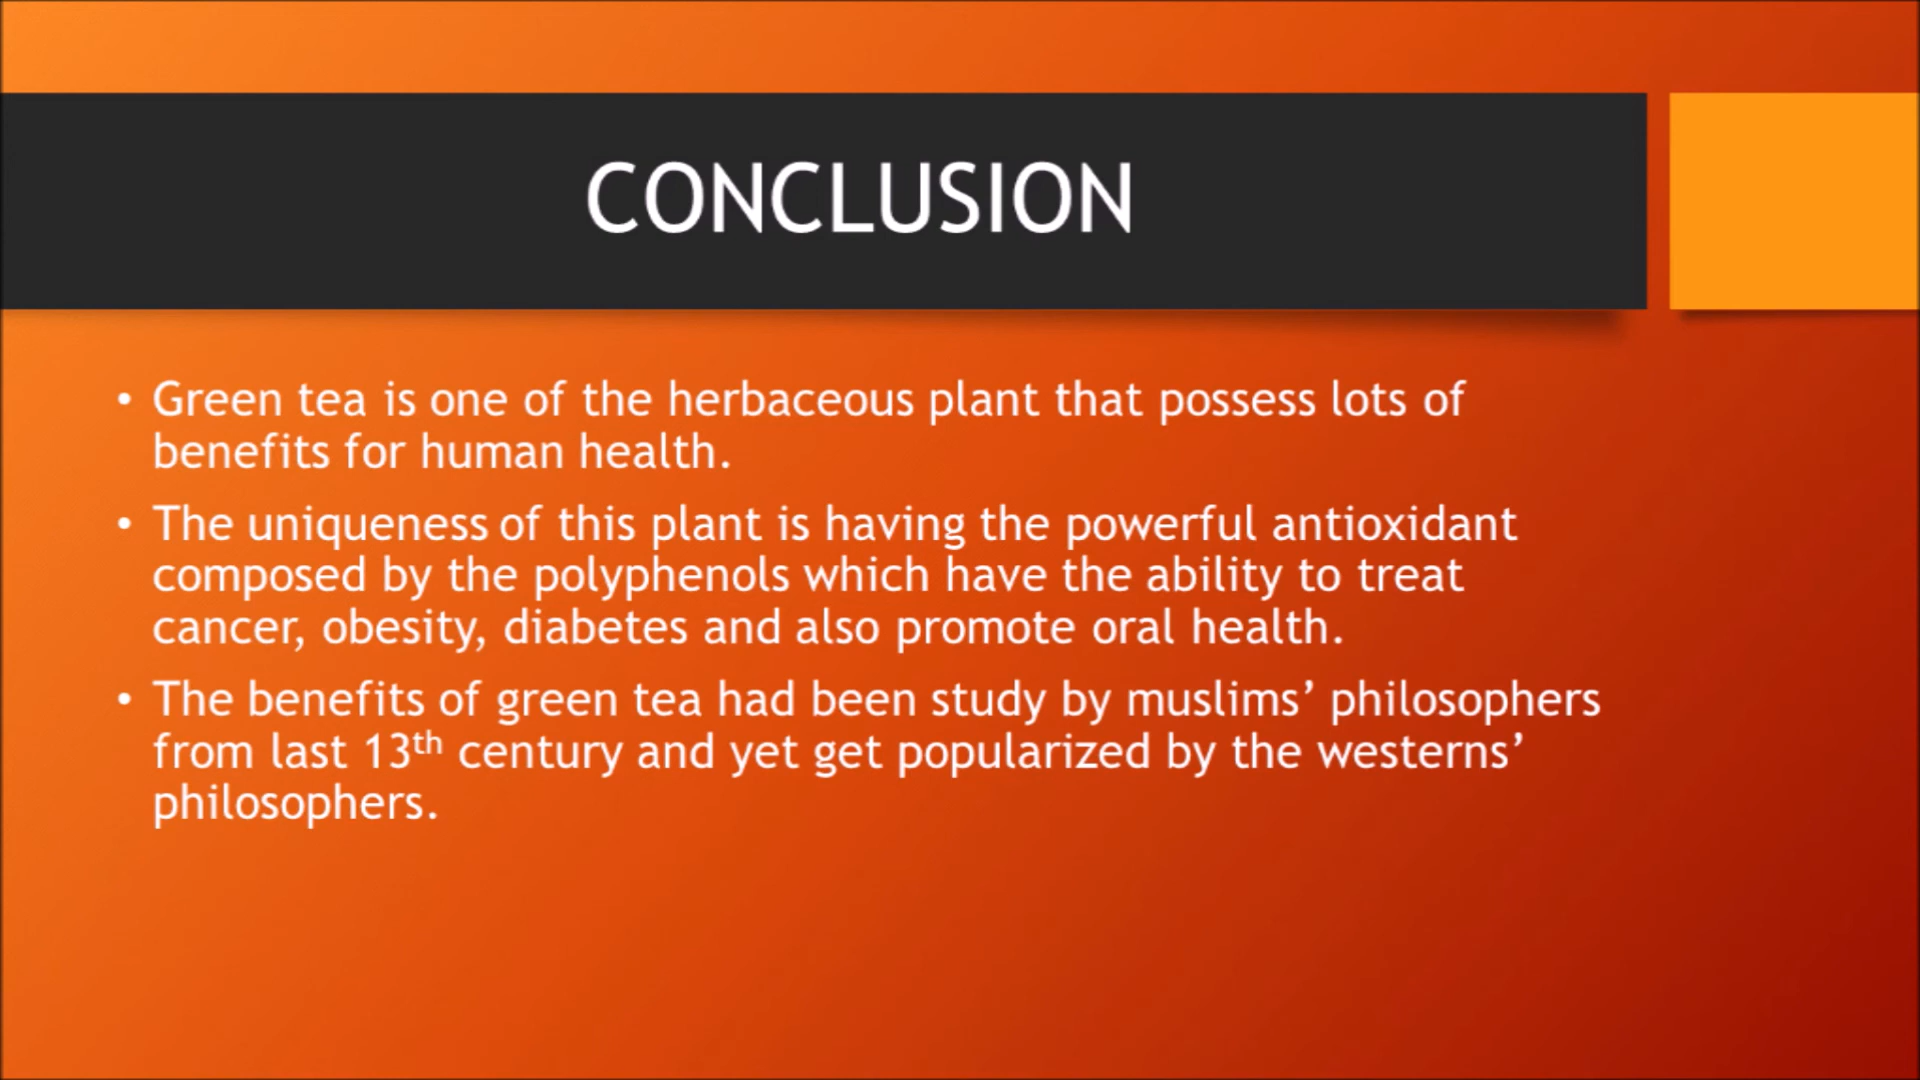 CONCLUSION
• Green tea is one of the herbaceous plant that possess lots of
benefits for human health.
• The uniqueness of this plant is having the powerful antioxidant
composed by the polyphenols which have the ability to treat
cancer, obesity, diabetes and also promote oral health.
• The benefits of green tea had been study by muslims’ philosophers
from last 13th century and yet get popularized by the westerns’
philosophers.